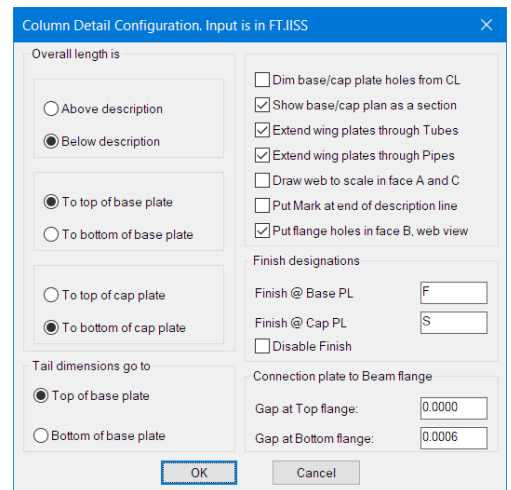 Column Detail Configuration. Input is in FT.IISS
Overall length is
Above description
Below description
To top of base plate
To bottom of base plate
To top of cap plate
To bottom of cap plate
Tail dimensions go to
Top of base plate
Bottom of base plate
Dim base/cap plate holes from CL
Show base/cap plan as a section
Extend wing plates through Tubes
Extend wing plates through Pipes
Draw web to scale in face A and C
Put Mark at end of description line
Put flange holes in face B, web view
Finish designations
Finish @ Base PL F
Finish @ Cap PL S
Disable Finish
Connection plate to Beam flange
Gap at Top flange: 0.0000
Gap at Bottom flange: 0.0006
OK Cancel